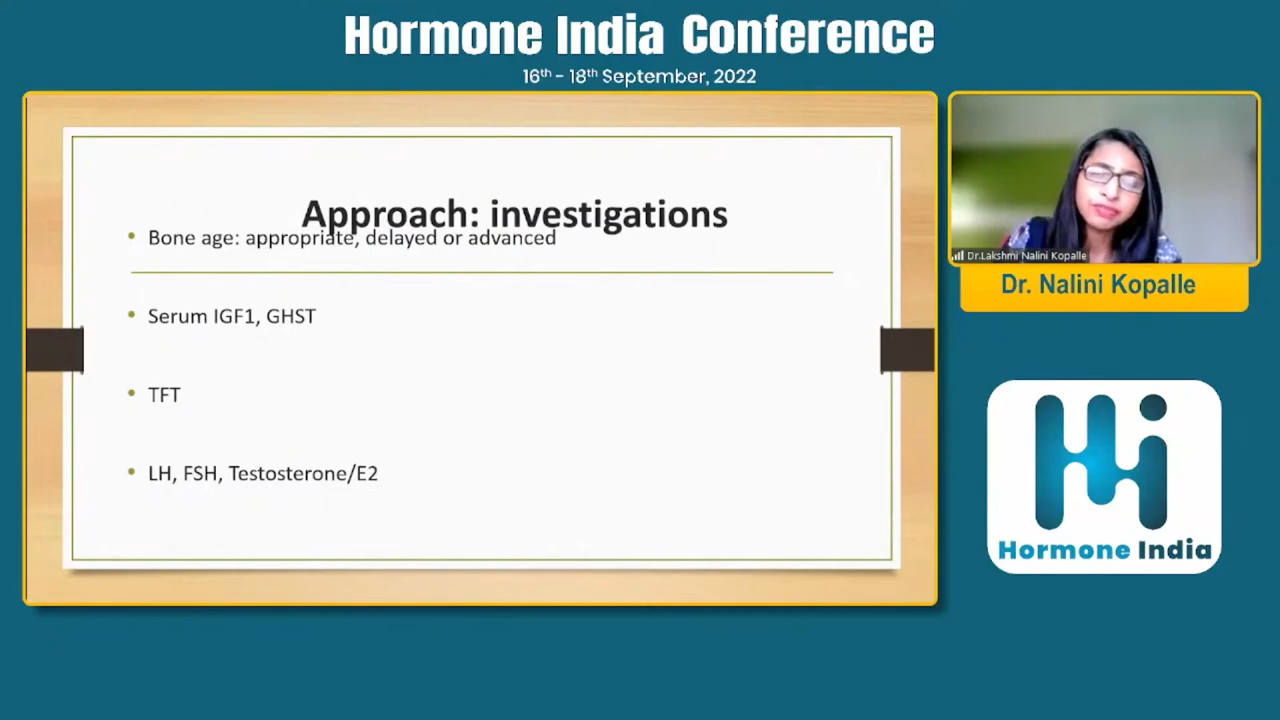 Hormone India Conference
16th - 18th September, 2022
Approach: investigations
• Bone age: appropriate, delayed or advanced
• Serum IGF1, GHST
• TFT
• LH, FSH, Testosterone/E2
Dr.Lakshmi Nalini Kopalle
Dr. Nalini Kopalle
Hi
Hormone India